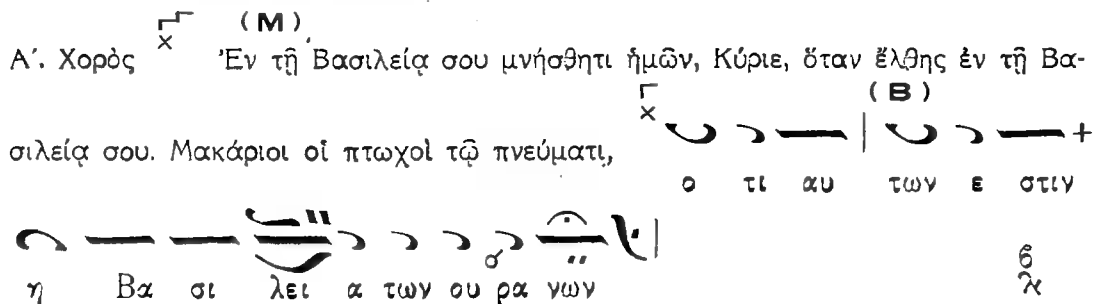 (Μ)
Α΄. Χορὸς Ἐν τῇ Βασιλείᾳ σου μνήσθητι ἡμῶν, Κύριε, ὅταν ἔλθῃς ἐν τῇ Βα-
(Β)
σιλείᾳ σου. Μακάριοι οἱ πτωχοὶ τῷ πνεύματι,
ο τι αυ των ε στιν
η Βα σι λει α των ου ρα νων